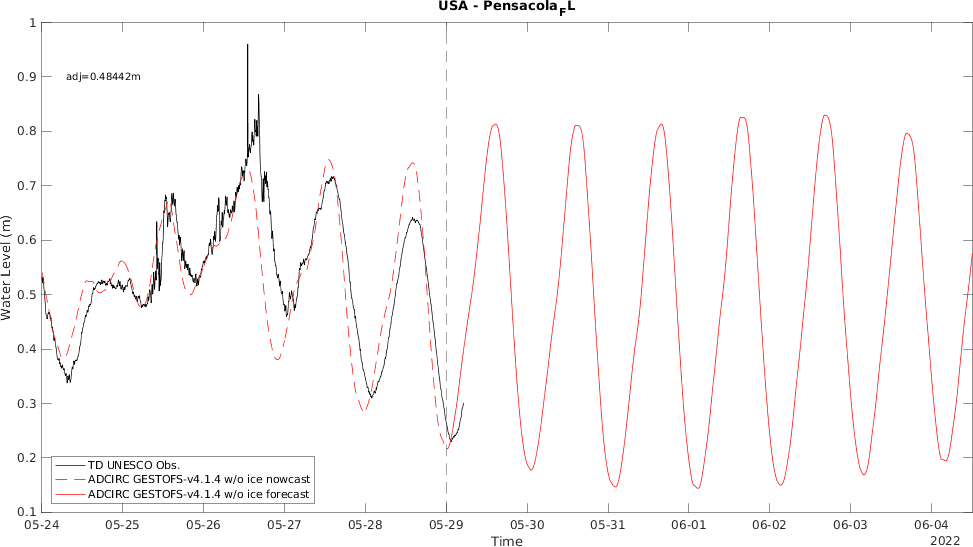 USA - Pensacola_FL
adj=0.48442m
Water Level (m)
1
0.9
0.8
0.7
0.6
0.5
0.4
0.3
0.2
0.1
TD UNESCO Obs.
ADCIRC GESTOFS-v4.1.4 w/o ice nowcast
ADCIRC GESTOFS-v4.1.4 w/o ice forecast
05-24 05-25 05-26 05-27 05-28 05-29 05-30 05-31 06-01 06-02 06-03 06-04
Time
2022